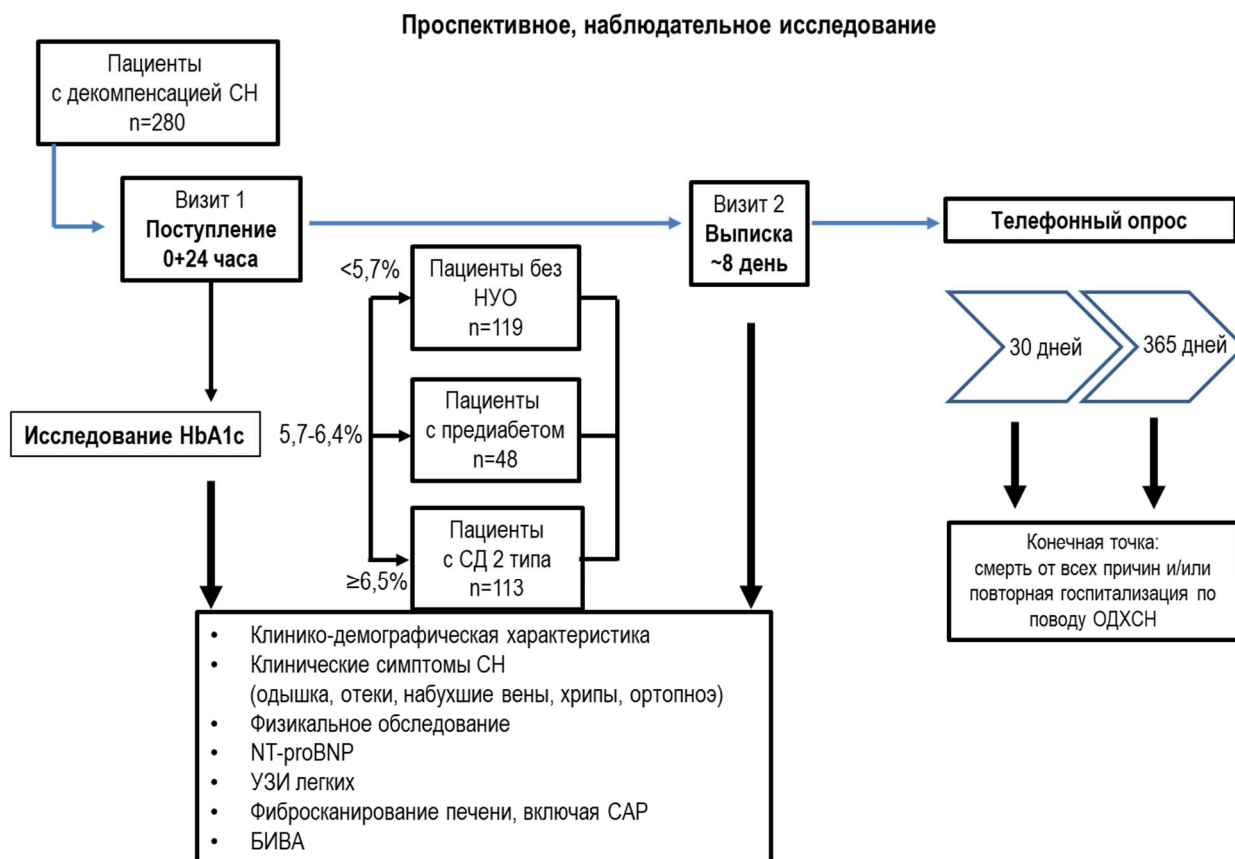 Проспективное, наблюдательное исследование
Пациенты
с декомпенсацией СН
n=280
Визит 1
Поступление
0+24 часа
Визит 2
Выписка
~8 день
Телефонный опрос
<5,7%
Пациенты без
НУО
n=119
30 дней
365 дней
Исследование HbA1c
5,7-6,4%
Пациенты
с предиабетом
n=48
≥6,5%
Пациенты
с СД 2 типа
n=113
Конечная точка:
смерть от всех причин и/или
повторная госпитализация по
поводу ОДХСН
• Клинико-демографическая характеристика
• Клинические симптомы СН
(одышка, отеки, набухшие вены, хрипы, ортопноэ)
• Физикальное обследование
• NT-proBNP
• УЗИ легких
• Фибросканирование печени, включая САР
• БИВА